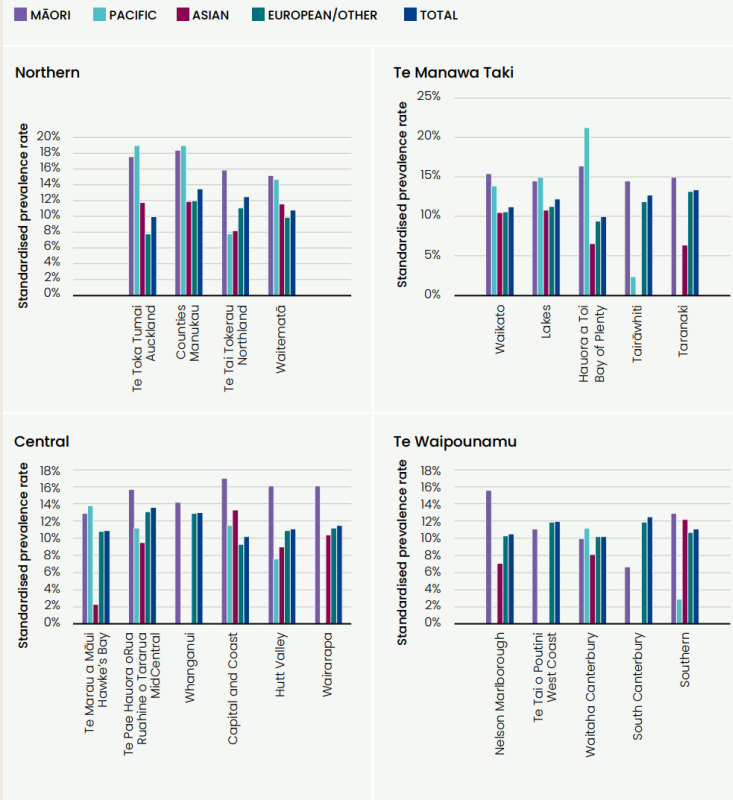 MĀORI PACIFIC ASIAN EUROPEAN/OTHER TOTAL
Northern
Standardised prevalence rate
20%
18%
16%
14%
12%
10%
8%
6%
4%
2%
0%
Te Toka Tumai
Auckland
Counties
Manukau
Te Tai Tokerau
Northland
Waitematā
Te Manawa Taki
Standardised prevalence rate
25%
20%
15%
10%
5%
0%
Waikato
Lakes
Hauora a Toi
Bay of Plenty
Tairāwhiti
Taranaki
Central
Standardised prevalence rate
18%
16%
14%
12%
10%
8%
6%
4%
2%
0%
Te Marau a Māui
Hawke's Bay
Te Pae Hauora oRua
Ruahine o Tararua
MidCentral
Whanganui
Capital and Coast
Hutt Valley
Wairarapa
Te Waipounamu
Standardised prevalence rate
18%
16%
14%
12%
10%
8%
6%
4%
2%
0%
Nelson Marlborough
Te Tai o Poutini
West Coast
Waitaha Canterbury
South Canterbury
Southern